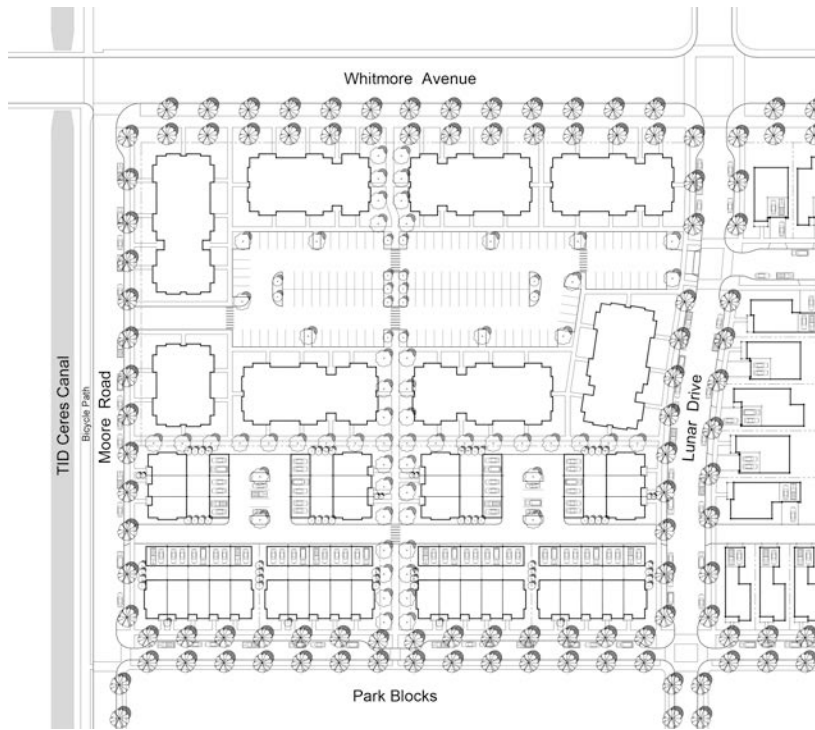 Whitmore Avenue
TID Ceres Canal
Bicycle Path
Moore Road
Lunar Drive
Park Blocks